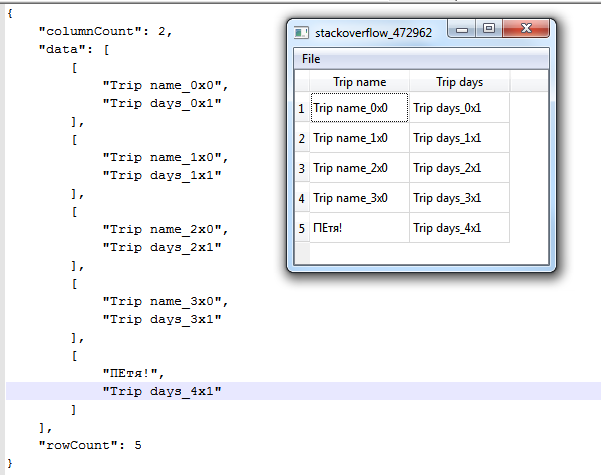 {
    "columnCount": 2,
    "data": [
        [
            "Trip name_0x0",
            "Trip days_0x1"
        ],
        [
            "Trip name_1x0",
            "Trip days_1x1"
        ],
        [
            "Trip name_2x0",
            "Trip days_2x1"
        ],
        [
            "Trip name_3x0",
            "Trip days_3x1"
        ],
        [
            "ПЕтя!",
            "Trip days_4x1"
        ]
    ],
    "rowCount": 5
}
stackoverflow_472962
File
Trip name Trip days
1 Trip name_0x0 Trip days_0x1
2 Trip name_1x0 Trip days_1x1
3 Trip name_2x0 Trip days_2x1
4 Trip name_3x0 Trip days_3x1
5 ПЕтя! Trip days_4x1